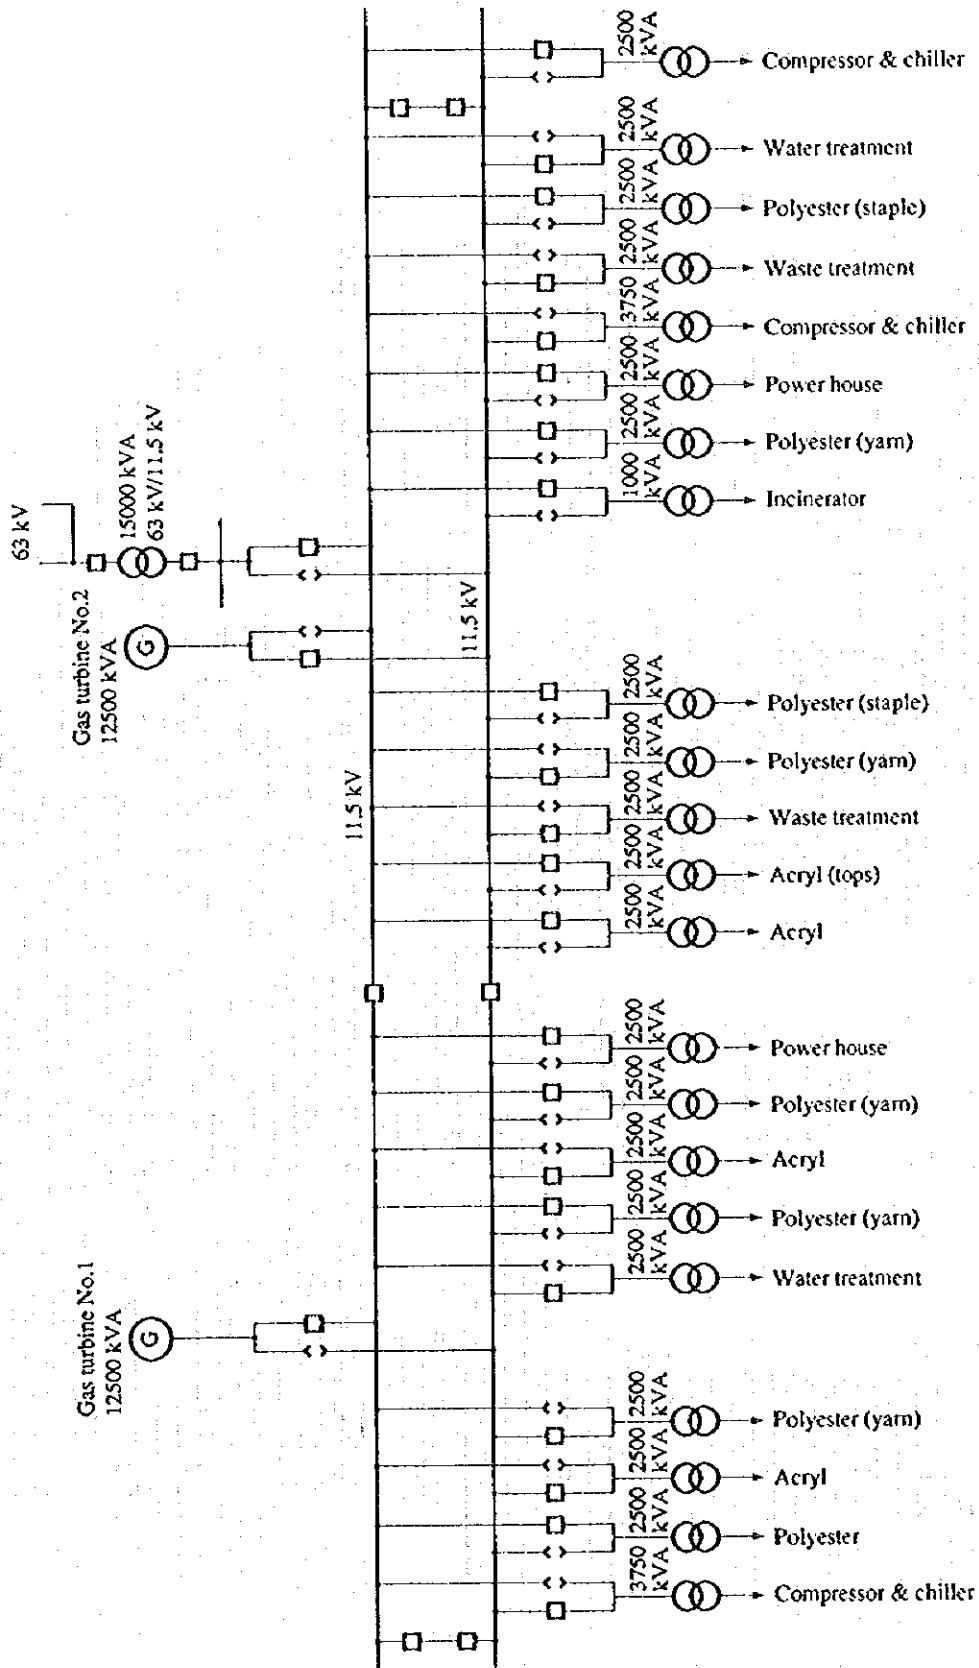 2500
kVA
Compressor & chiller
2500
kVA
Water treatment
2500
kVA
Polyester (staple)
2500
kVA
Waste treatment
3750
kVA
Compressor & chiller
2500
kVA
Power house
2500
kVA
Polyester (yarn)
1000
kVA
Incinerator
63 kV
15000 kVA
63 kV/11.5 kV
Gas turbine No.2
12500 kVA
G
11.5 kV
11.5 kV
2500
kVA
Polyester (staple)
2500
kVA
Polyester (yarn)
2500
kVA
Waste treatment
2500
kVA
Acryl (tops)
2500
kVA
Acryl
2500
kVA
Power house
2500
kVA
Polyester (yarn)
2500
kVA
Acryl
2500
kVA
Polyester (yarn)
2500
kVA
Water treatment
Gas turbine No.1
12500 kVA
G
2500
kVA
Polyester (yarn)
2500
kVA
Acryl
2500
kVA
Polyester
3750
kVA
Compressor & chiller